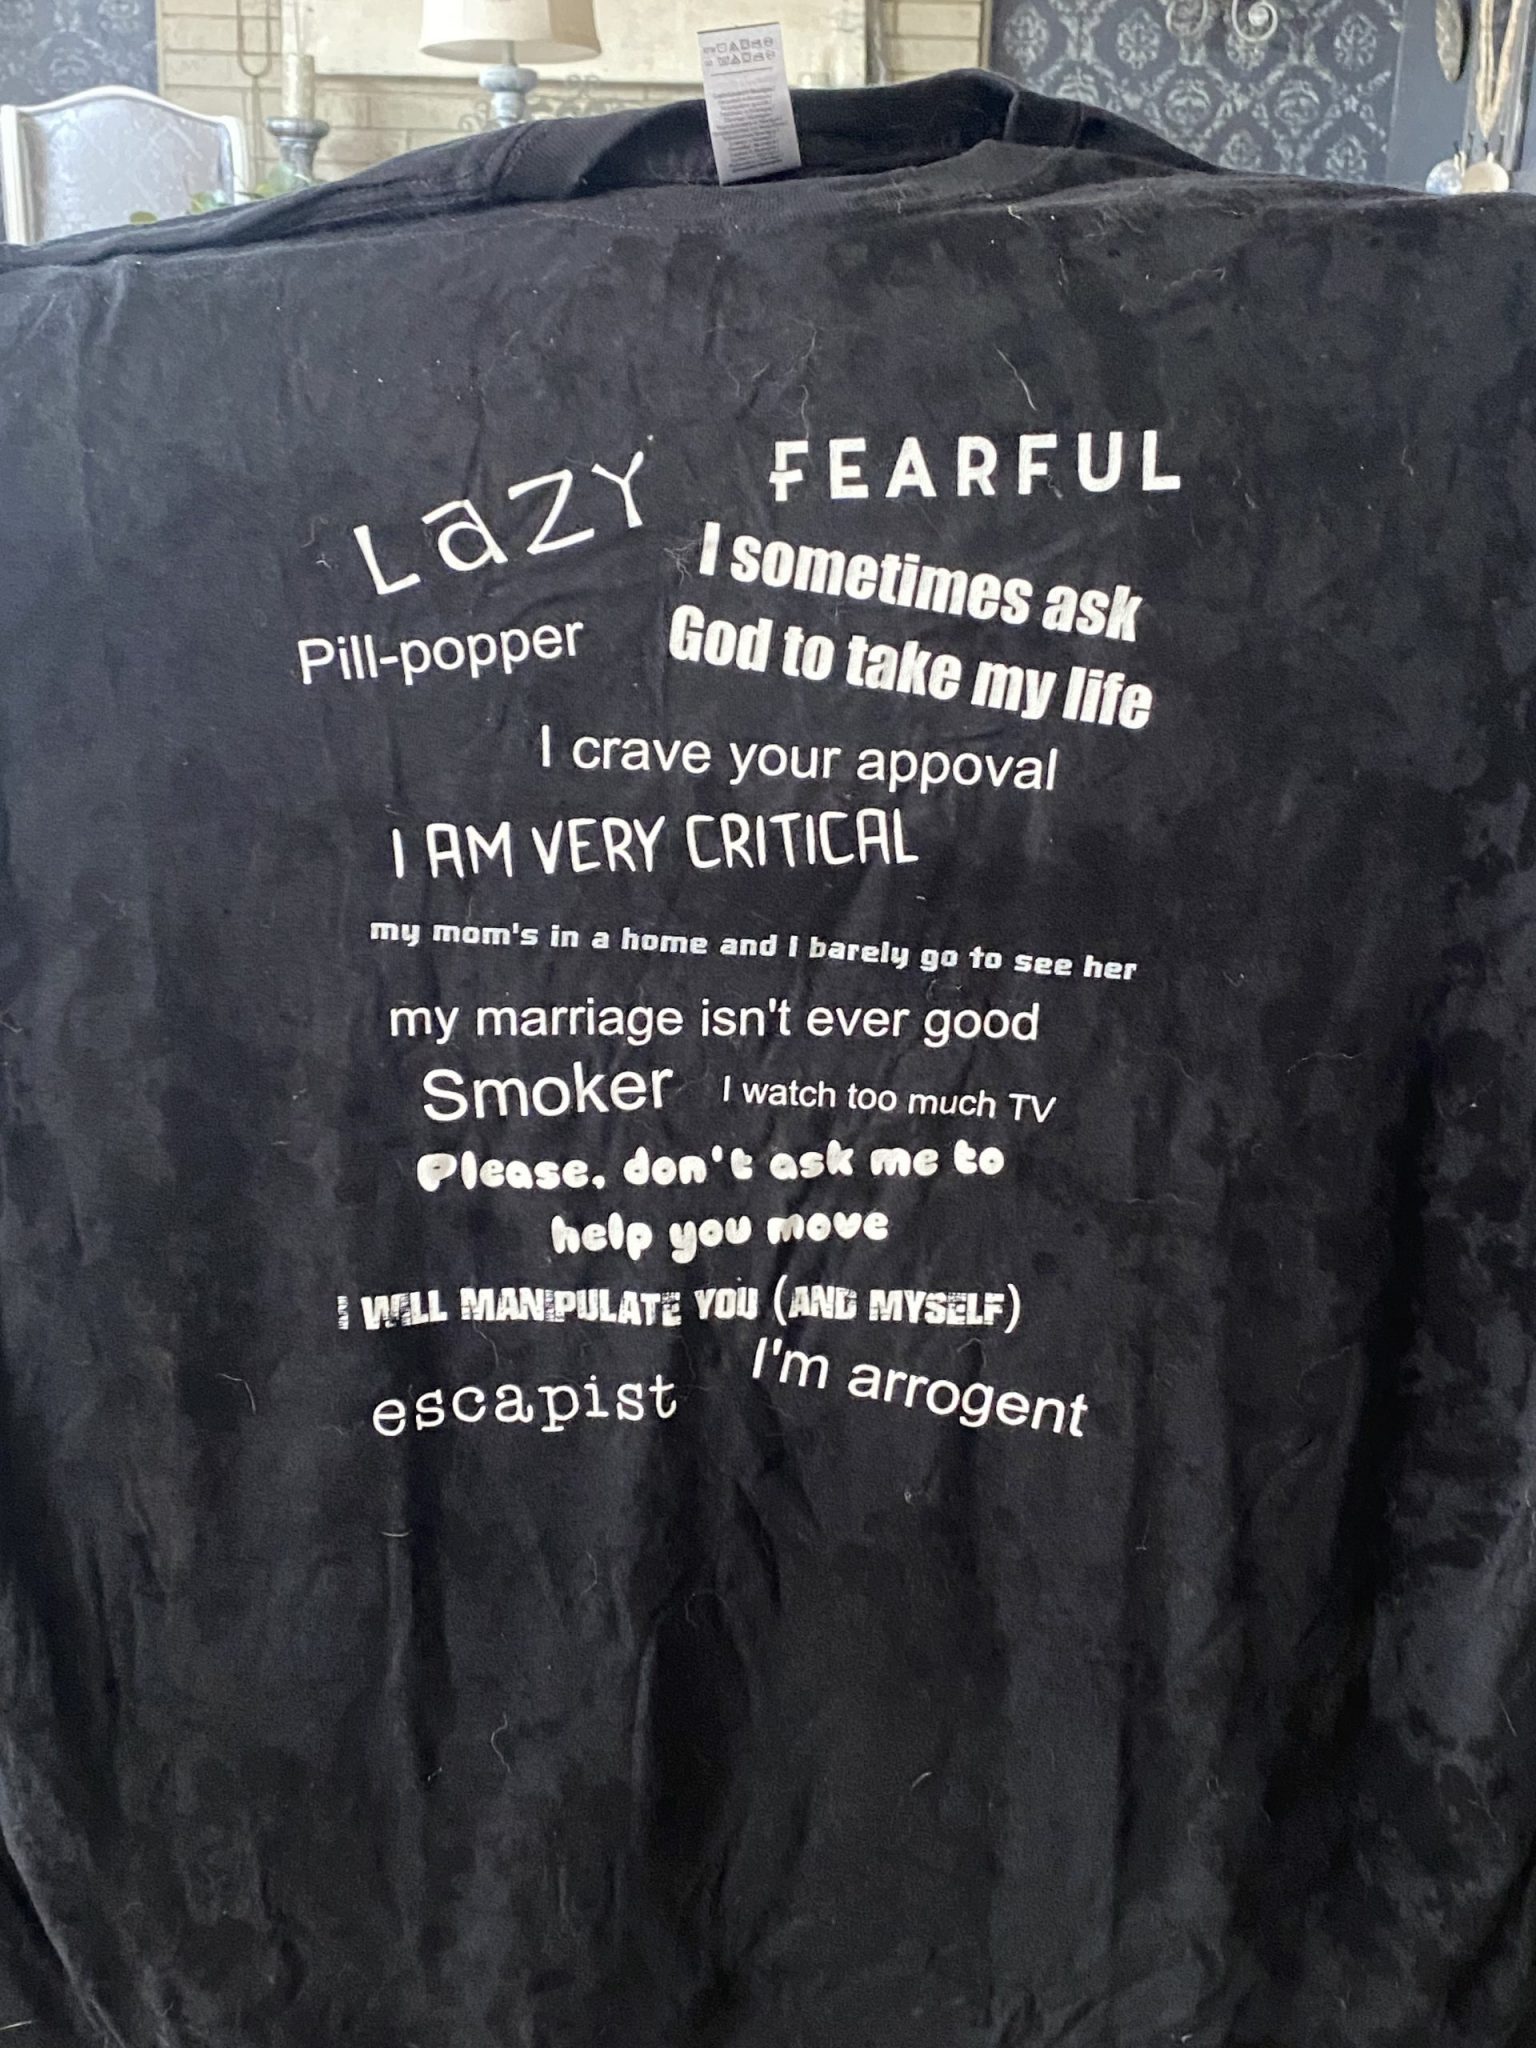 Lazy
FEARFUL
I sometimes ask
God to take my life
Pill-popper
I crave your appoval
I AM VERY CRITICAL
my mom's in a home and I barely go to see her
my marriage isn't ever good
Smoker
I watch too much TV
Please, don't ask me to
help you move
I WILL MANIPULATE YOU (AND MYSELF)
escapist
I'm arrogent